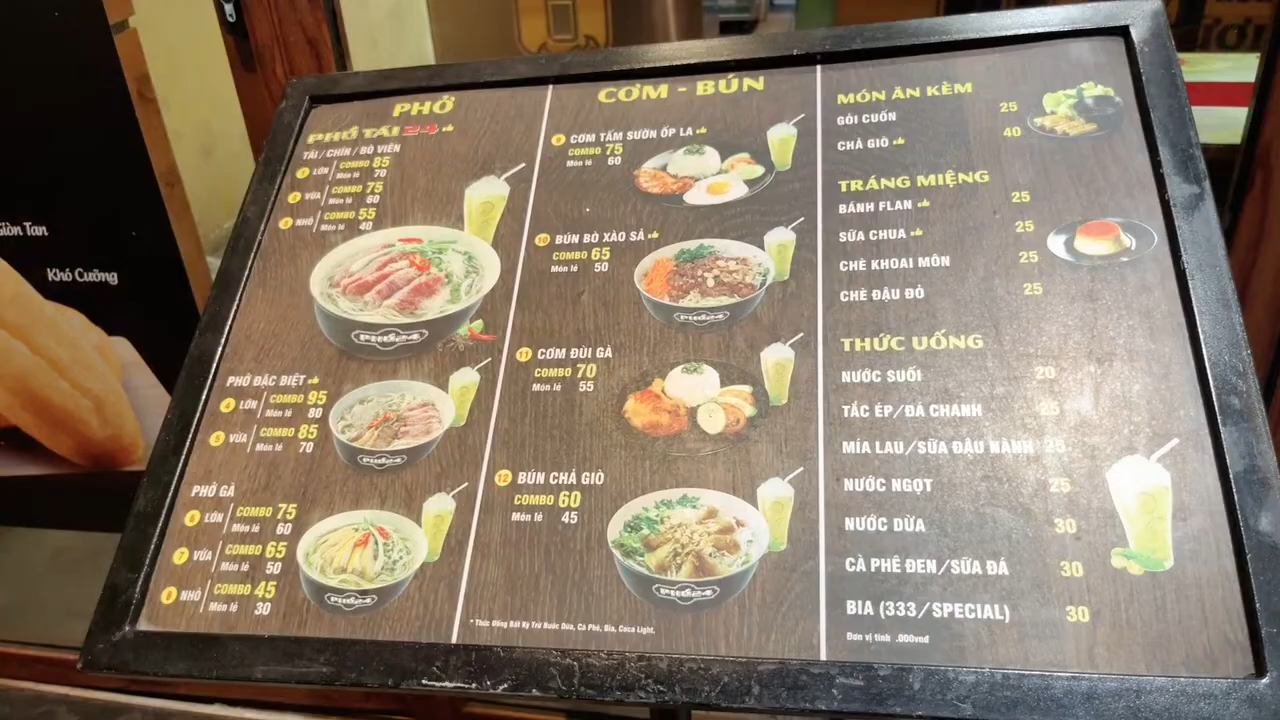 Giòn Tan
Khó Cưỡng
PHỞ
PHỞ TÁI 24
TÁI / CHÍN / BÒ VIÊN
1 LỚN COMBO 85
Món lẻ 70
2 VỪA COMBO 75
Món lẻ 60
3 NHỎ COMBO 55
Món lẻ 40
PHỞ24
PHỞ ĐẶC BIỆT
4 LỚN COMBO 95
Món lẻ 80
5 VỪA COMBO 85
Món lẻ 70
PHỞ24
PHỞ GÀ
6 LỚN COMBO 75
Món lẻ 60
7 VỪA COMBO 65
Món lẻ 50
8 NHỎ COMBO 45
Món lẻ 30
PHỞ24
CƠM - BÚN
9 CƠM TẤM SƯỜN ỐP LA
COMBO 75
Món lẻ 60
10 BÚN BÒ XÀO SẢ
COMBO 65
Món lẻ 50
PHỞ24
11 CƠM ĐÙI GÀ
COMBO 70
Món lẻ 55
12 BÚN CHẢ GIÒ
COMBO 60
Món lẻ 45
PHỞ24
* Thức Uống Bất Kỳ Trừ Nước Dừa, Cà Phê, Bia, Coca Light.
MÓN ĂN KÈM
GỎI CUỐN 25
CHẢ GIÒ 40
TRÁNG MIỆNG
BÁNH FLAN 25
SỮA CHUA 25
CHÈ KHOAI MÔN 25
CHÈ ĐẬU ĐỎ 25
THỨC UỐNG
NƯỚC SUỐI 20
TẮC ÉP/ĐÁ CHANH 25
MÍA LAU/SỮA ĐẬU NÀNH 25
NƯỚC NGỌT 25
NƯỚC DỪA 30
CÀ PHÊ ĐEN/SỮA ĐÁ 30
BIA (333/SPECIAL) 30
Đơn vị tính .000vnđ